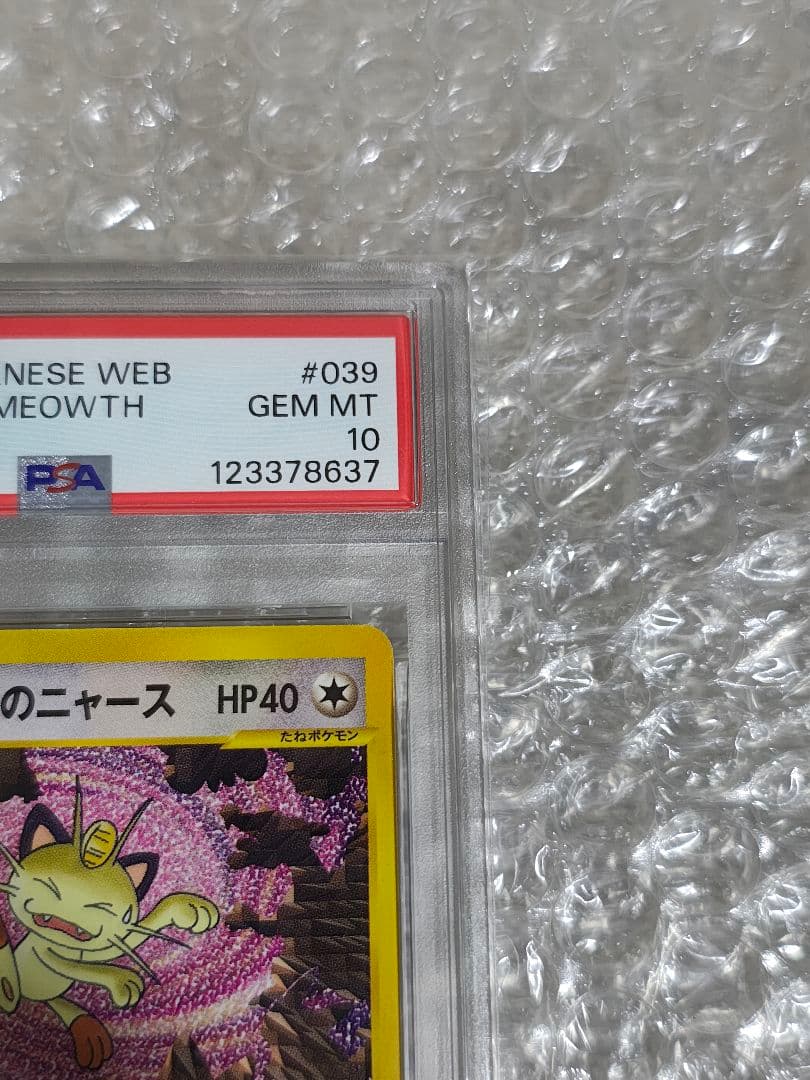 ANESE WEB #039
MEOWTH GEM MT
10
PSA 123378637
のニャース HP40
たねポケモン